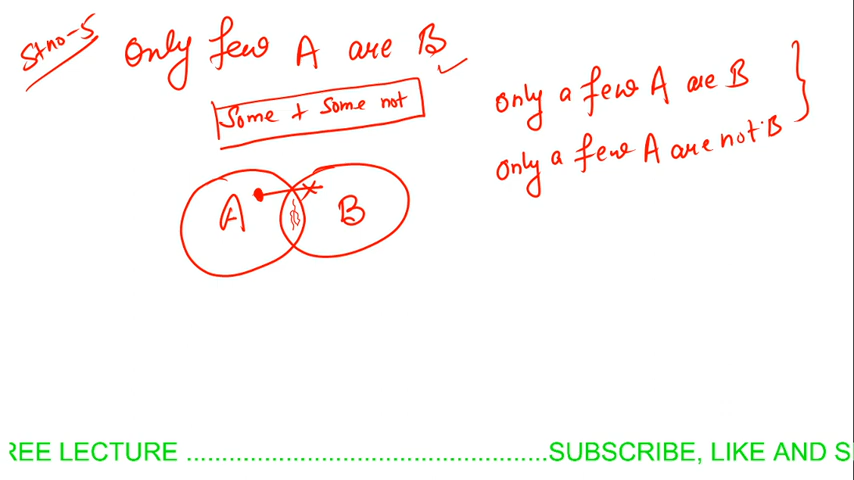 Stno-5
Only few A are B
Some + Some not
only a few A are B
only a few A are not B
A
B
REE LECTURE ......................................................SUBSCRIBE, LIKE AND S